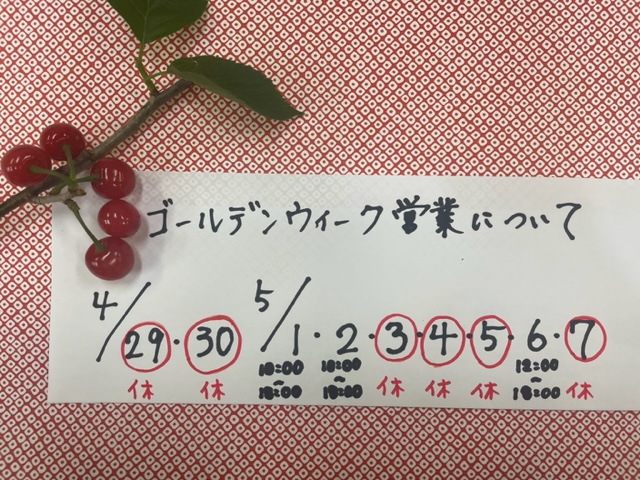 ゴールデンウィーク営業について
4/29・30 5/1・2・3・4・5・6・7
休 休 10:00〜18:00 10:00〜18:00 休 休 休 12:00〜18:00 休